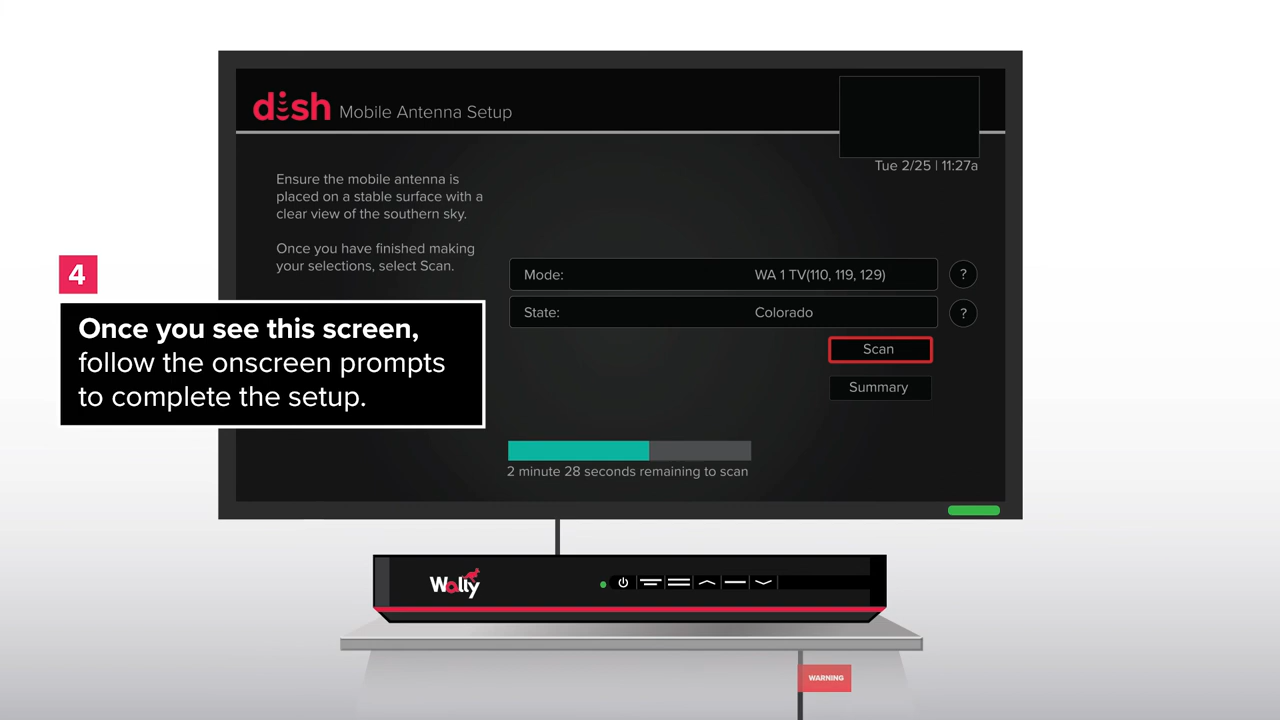 dish Mobile Antenna Setup
Tue 2/25 | 11:27a
Ensure the mobile antenna is
placed on a stable surface with a
clear view of the southern sky.
Once you have finished making
your selections, select Scan.
Mode: WA 1 TV(110, 119, 129) ?
State: Colorado ?
Scan
Summary
2 minute 28 seconds remaining to scan
4
Once you see this screen,
follow the onscreen prompts
to complete the setup.
Wally
WARNING